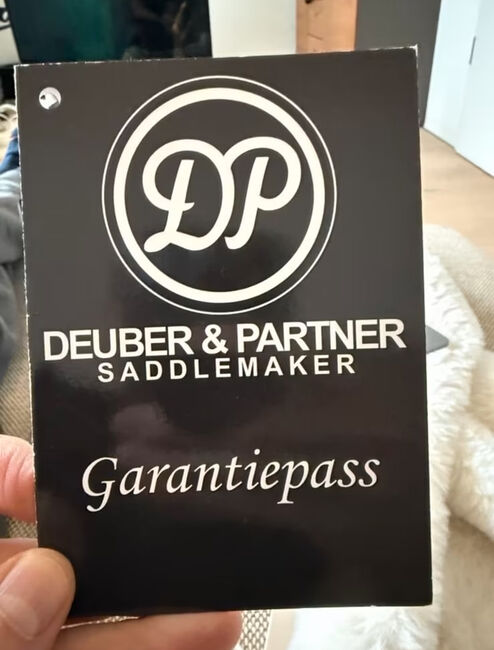 DP
DEUBER & PARTNER
SADDLEMAKER
Garantiepass